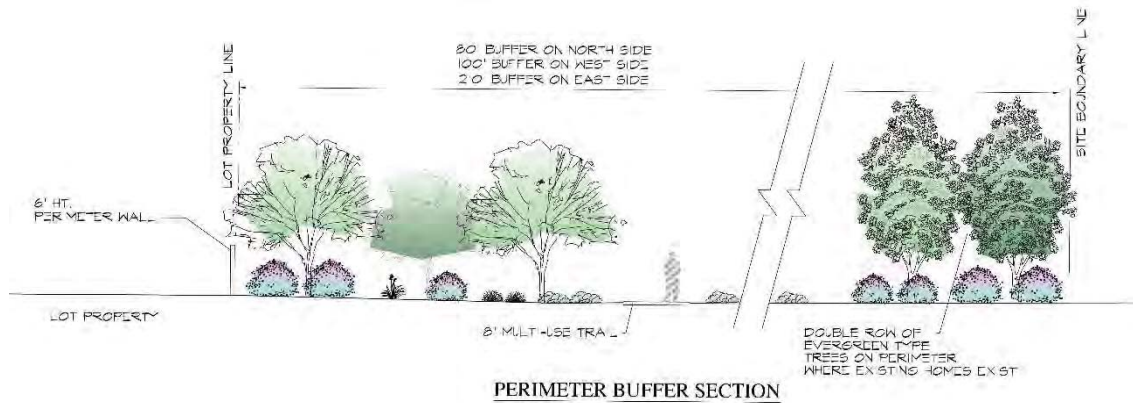 80' BUFFER ON NORTH SIDE
100' BUFFER ON WEST SIDE
BUFFER ON EAST SIDE
LOT PROPERTY LINE
SITE BOUNDARY LINE
6' HT.
PERIMETER WALL
LOT PROPERTY
8' MULTI-USE TRAIL
DOUBLE ROW OF
EVERGREEN TYPE
TREES ON PERIMETER
WHERE EXISTING HOMES EXIST
PERIMETER BUFFER SECTION